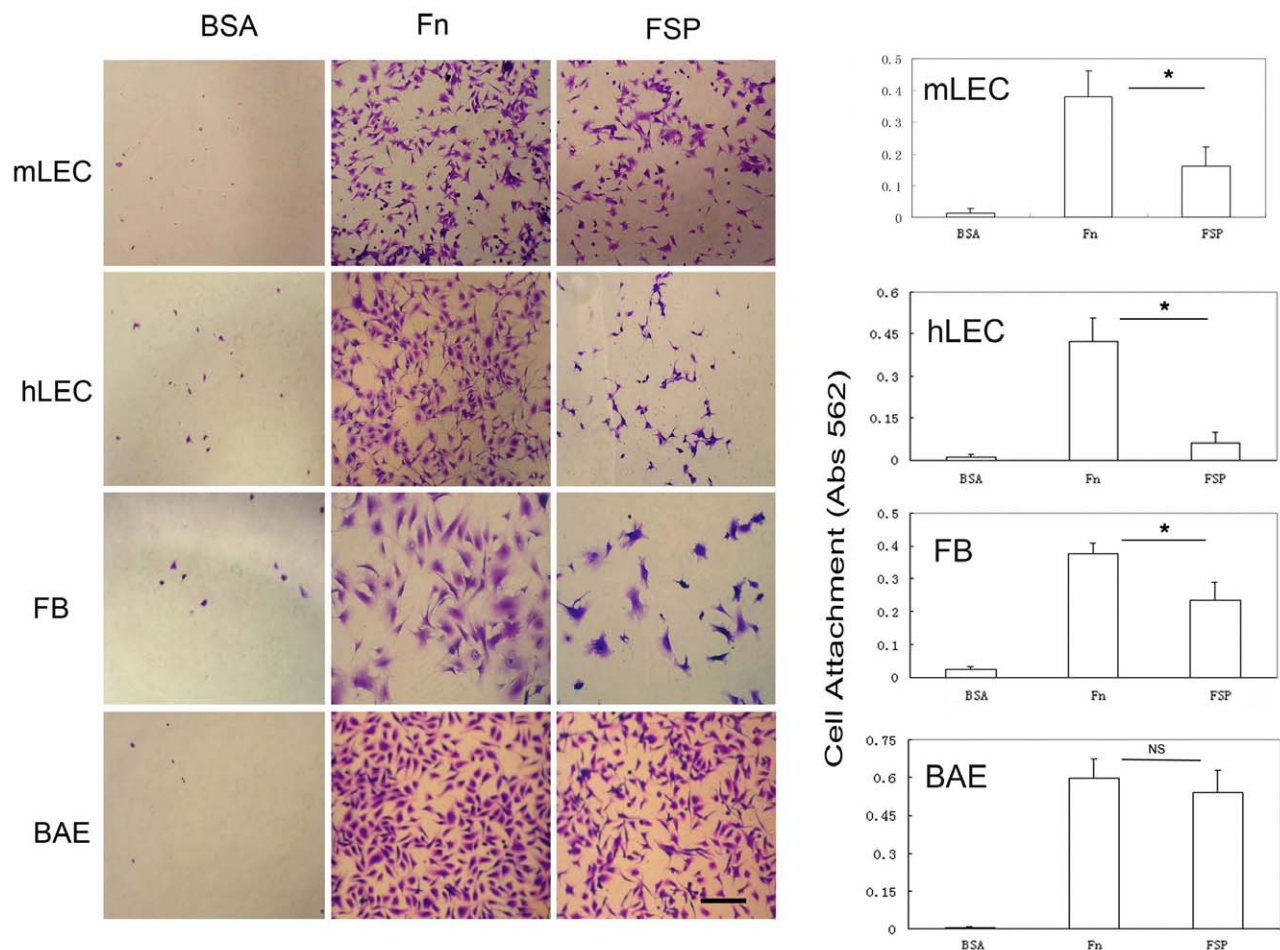 BSA Fn FSP
mLEC
hLEC
FB
BAE
Cell Attachment (Abs 562)
mLEC
*
0.5
0.4
0.3
0.2
0.1
0
BSA Fn FSP
hLEC
*
0.6
0.45
0.3
0.15
0
BSA Fn FSP
FB
*
0.5
0.4
0.3
0.2
0.1
0
BSA Fn FSP
BAE
NS
0.75
0.6
0.45
0.3
0.15
0
BSA Fn FSP